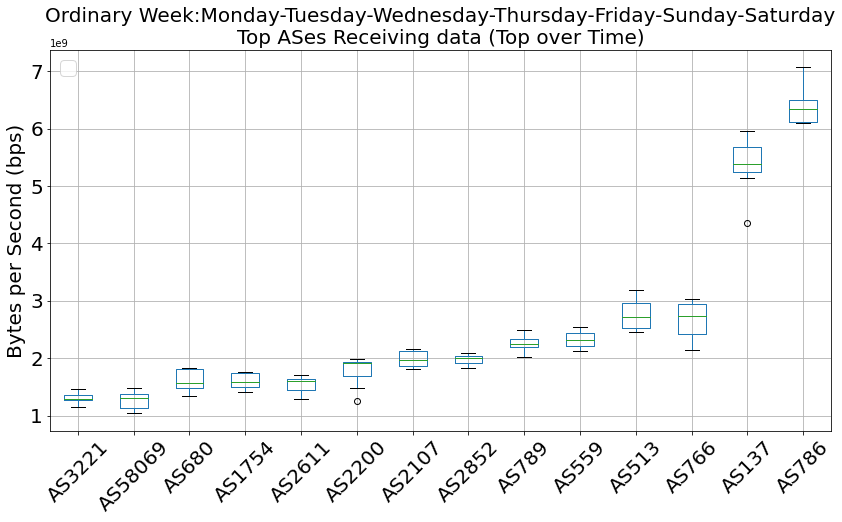 Ordinary Week:Monday-Tuesday-Wednesday-Thursday-Friday-Sunday-Saturday
Top ASes Receiving data (Top over Time)
1e9
7
6
5
4
3
2
1
Bytes per Second (bps)
AS3221
AS58069
AS680
AS1754
AS2611
AS2200
AS2107
AS2852
AS789
AS559
AS513
AS766
AS137
AS786